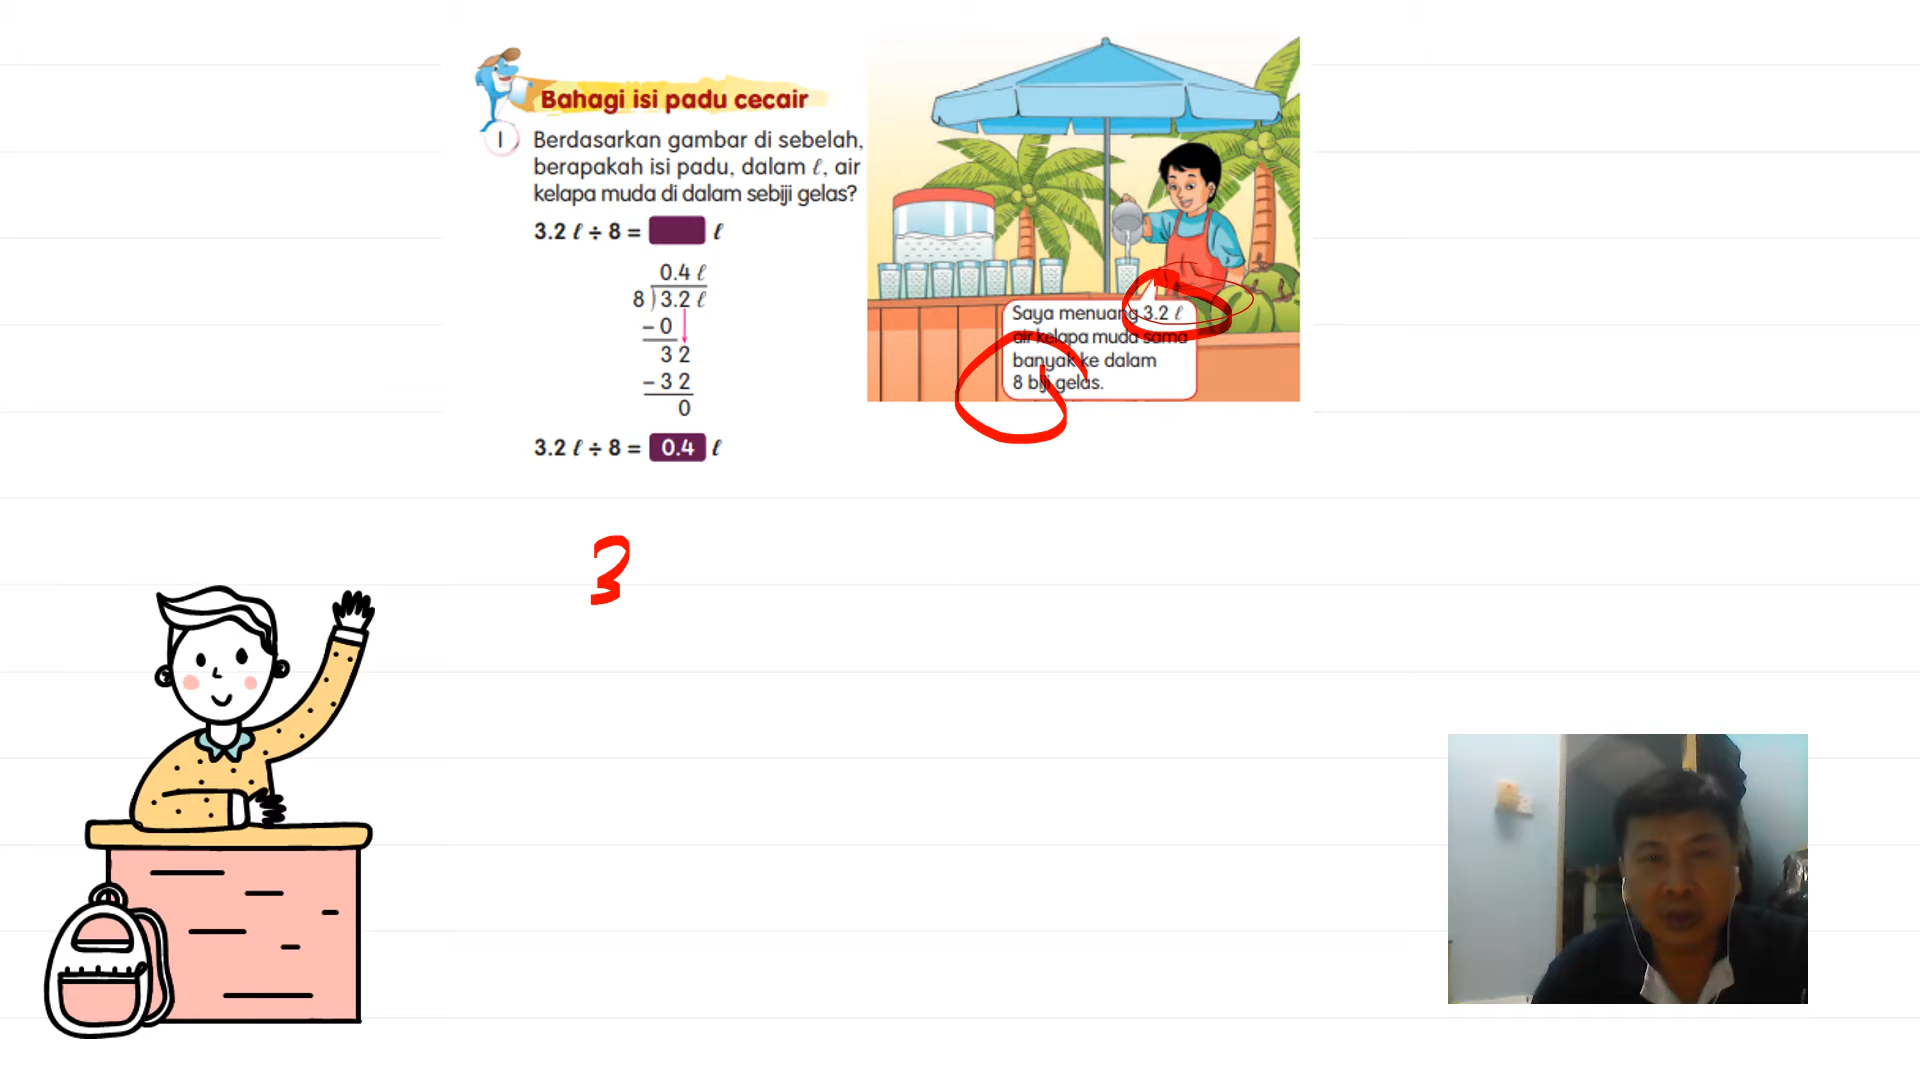 Bahagi isi padu cecair
1 Berdasarkan gambar di sebelah,
berapakah isi padu, dalam ℓ, air
kelapa muda di dalam sebiji gelas?
3.2 ℓ ÷ 8 = ℓ
0.4 ℓ
8 ) 3.2 ℓ
– 0
3 2
– 3 2
0
3.2 ℓ ÷ 8 = 0.4 ℓ
Saya menuang 3.2 ℓ
air kelapa muda sama
banyak ke dalam
8 biji gelas.
3